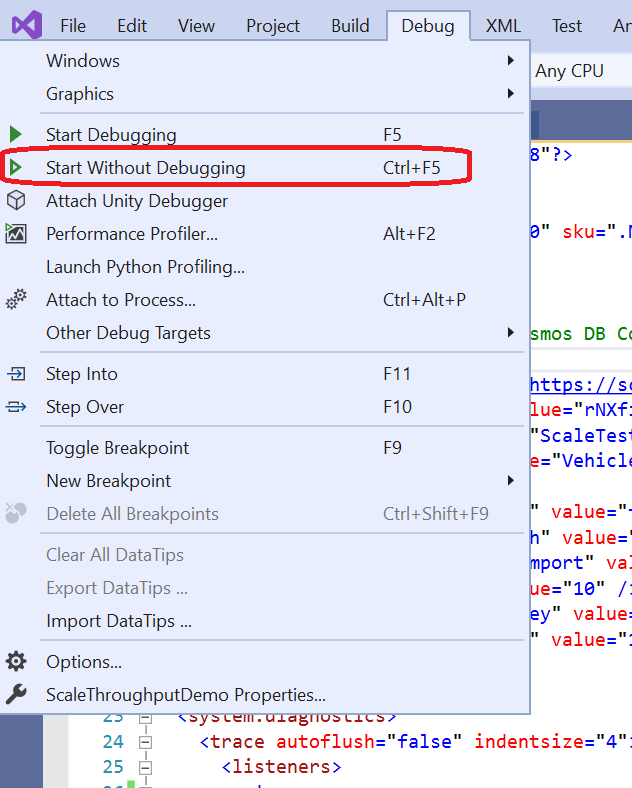 File Edit View Project Build Debug XML Test
Any CPU
Windows
Graphics
Start Debugging F5
8"?>
Start Without Debugging Ctrl+F5
Attach Unity Debugger
Performance Profiler... Alt+F2
0" sku=".
Launch Python Profiling...
Attach to Process... Ctrl+Alt+P
Other Debug Targets
osmos DB Co
Step Into F11
https://sc
Step Over F10
lue="rNXf
"ScaleTest
Toggle Breakpoint F9
e="Vehicle
New Breakpoint
Delete All Breakpoints Ctrl+Shift+F9
" value="
h" value="
Clear All DataTips
mport" val
Export DataTips ...
ue="10" /
Import DataTips ...
ey" value=
" value="
Options...
ScaleThroughputDemo Properties...
23 <system.diagnostics>
24 <trace autoflush="false" indentsize="4"
25 <listeners>